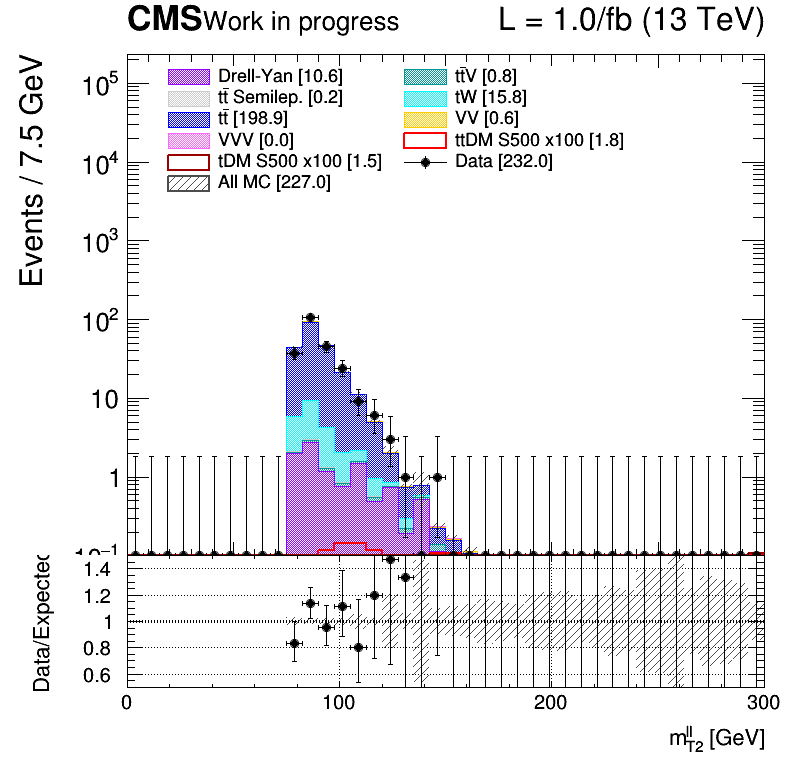 CMS Work in progress L = 1.0/fb (13 TeV)
Events / 7.5 GeV
Drell-Yan [10.6] tt̄V [0.8]
tt̄ Semilep. [0.2] tW [15.8]
tt̄ [198.9] VV [0.6]
VVV [0.0] ttDM S500 x100 [1.8]
tDM S500 x100 [1.5] Data [232.0]
All MC [227.0]
10⁵
10⁴
10³
10²
10
1
10⁻¹
Data/Expected
1.4
1.2
1
0.8
0.6
0 100 200 300
m_{T2}^{ll} [GeV]